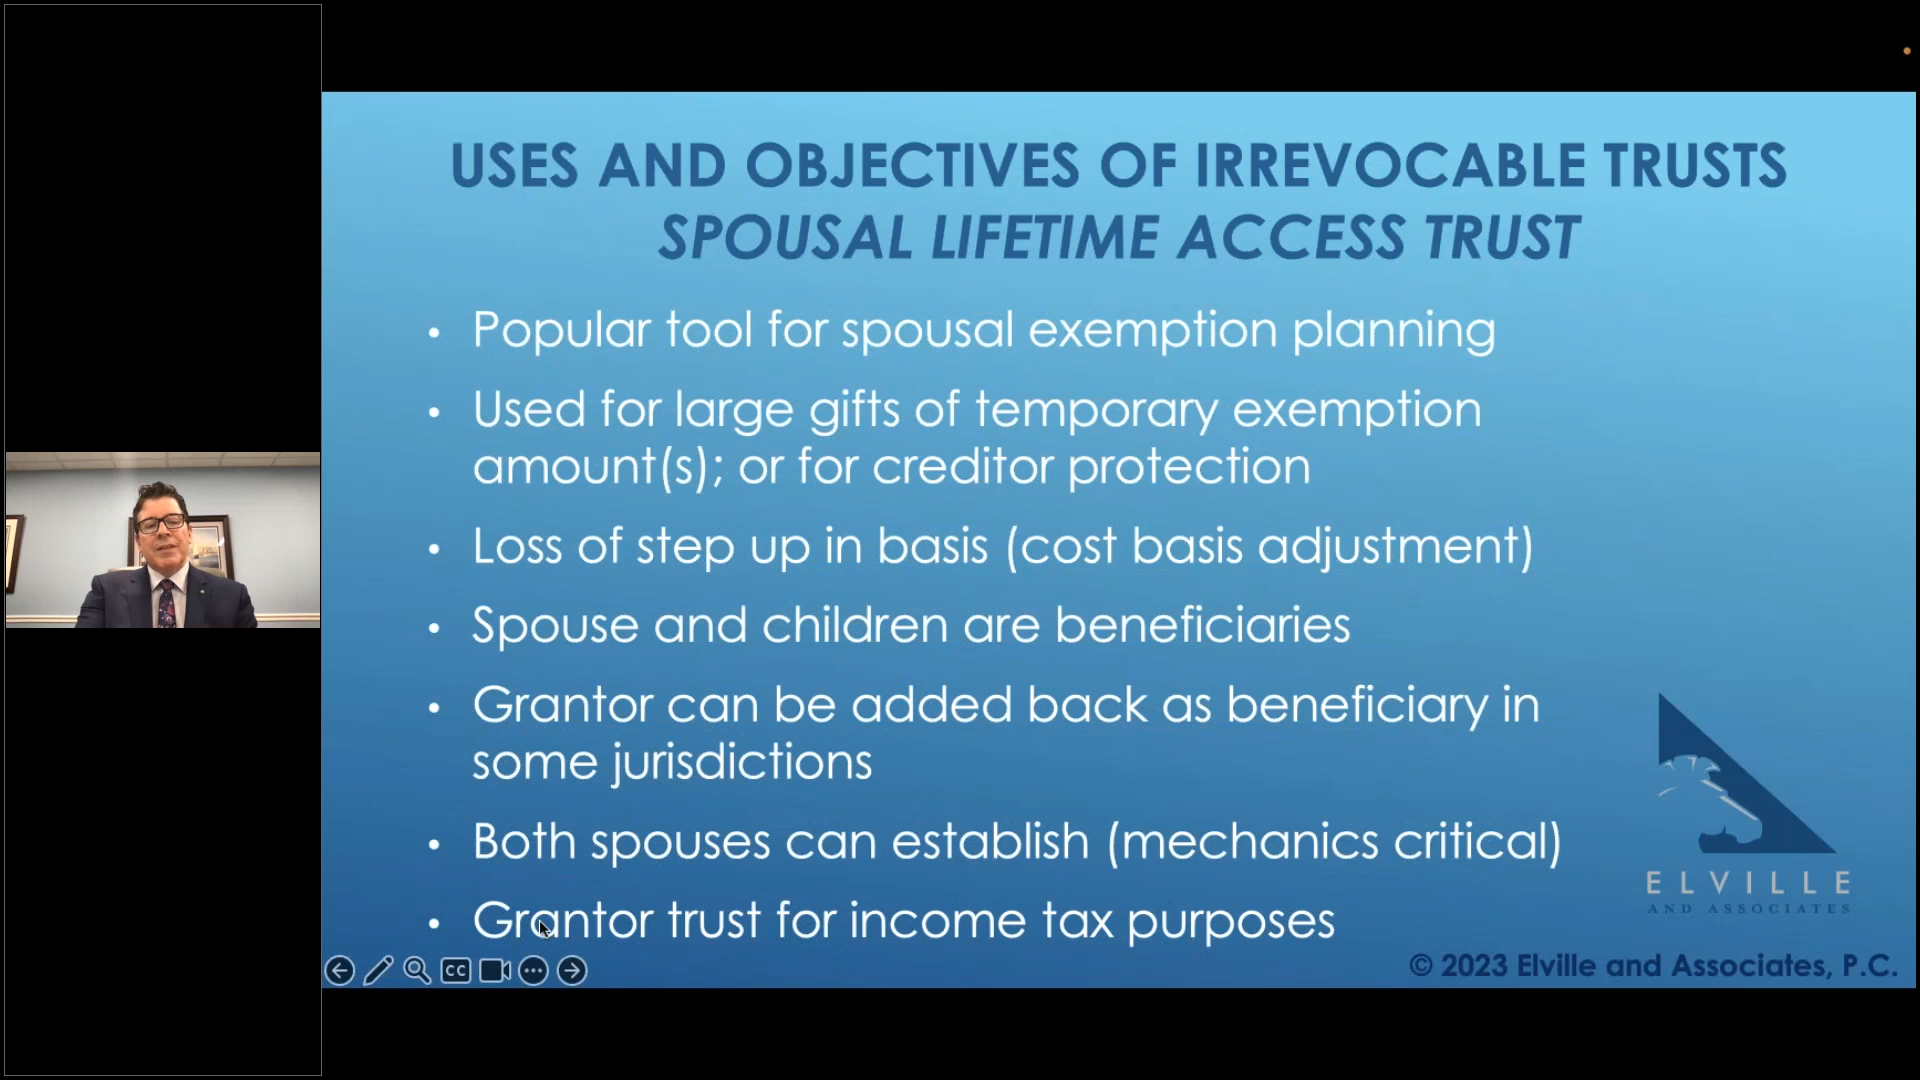 USES AND OBJECTIVES OF IRREVOCABLE TRUSTS
SPOUSAL LIFETIME ACCESS TRUST
• Popular tool for spousal exemption planning
• Used for large gifts of temporary exemption
amount(s); or for creditor protection
• Loss of step up in basis (cost basis adjustment)
• Spouse and children are beneficiaries
• Grantor can be added back as beneficiary in
some jurisdictions
• Both spouses can establish (mechanics critical)
• Grantor trust for income tax purposes
ELVILLE
AND ASSOCIATES
CC
© 2023 Elville and Associates, P.C.